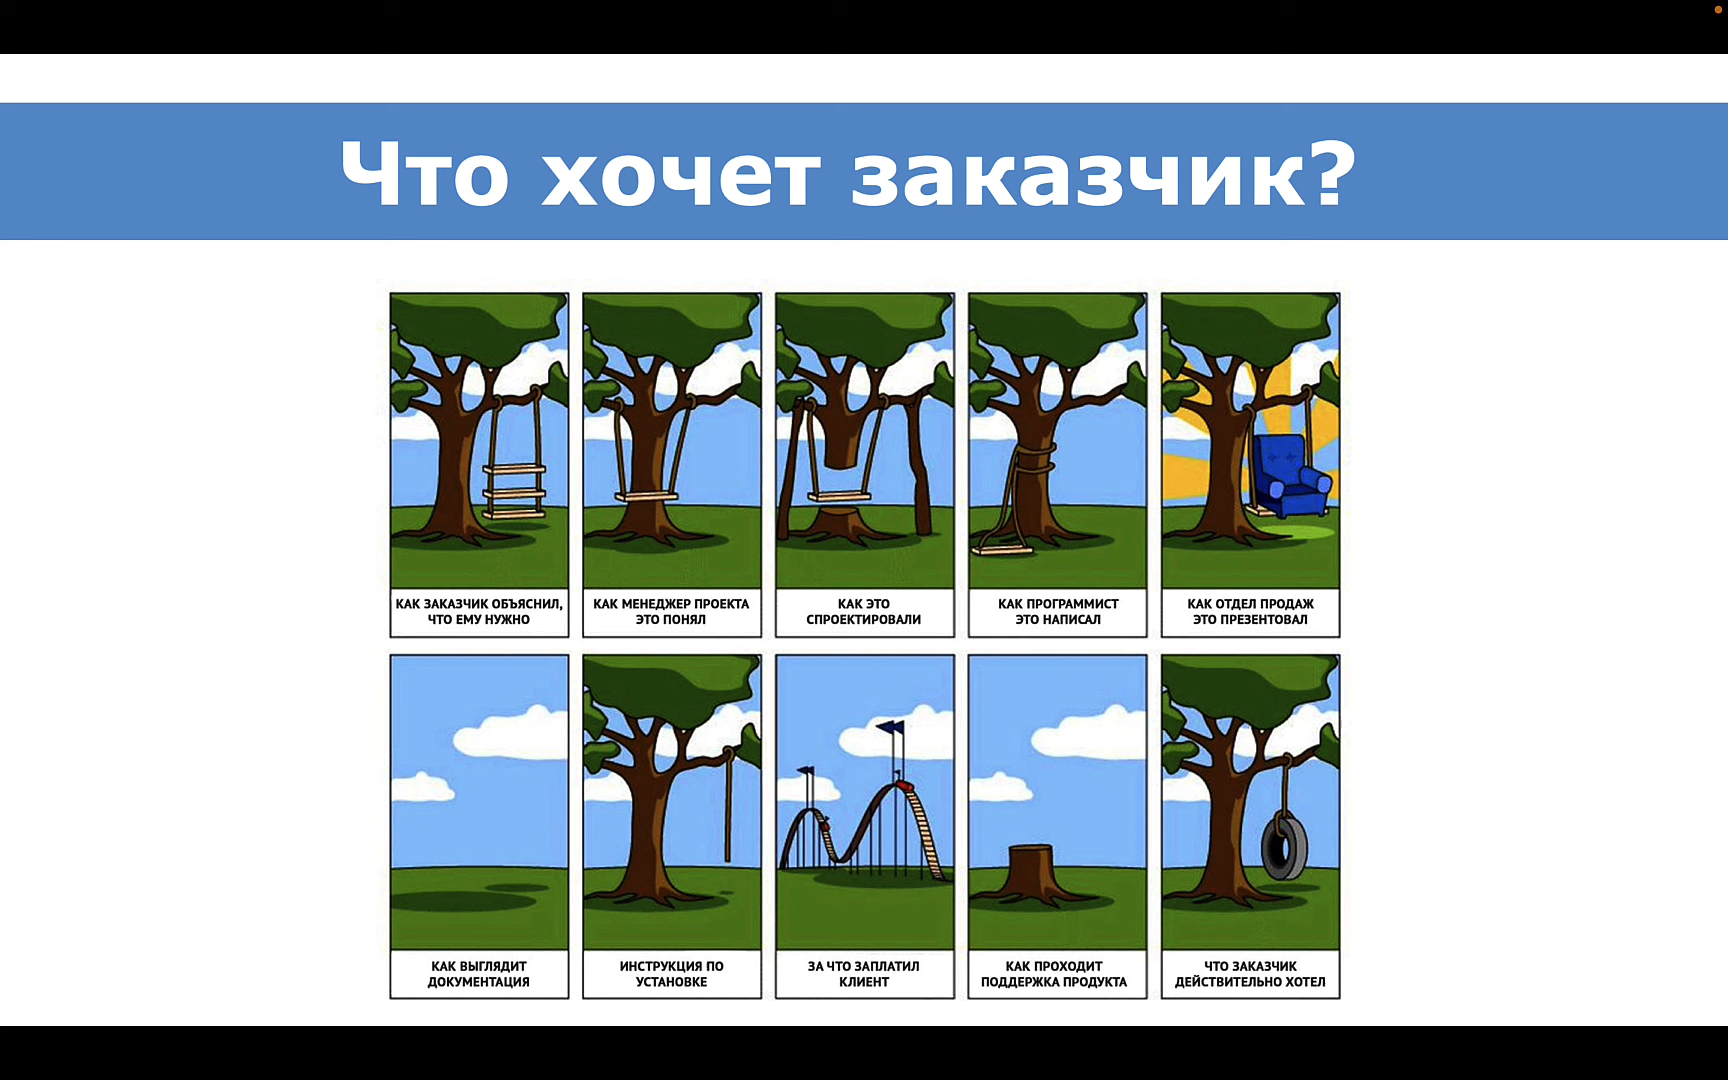 Что хочет заказчик?
КАК ЗАКАЗЧИК ОБЪЯСНИЛ,
ЧТО ЕМУ НУЖНО
КАК МЕНЕДЖЕР ПРОЕКТА
ЭТО ПОНЯЛ
КАК ЭТО
СПРОЕКТИРОВАЛИ
КАК ПРОГРАММИСТ
ЭТО НАПИСАЛ
КАК ОТДЕЛ ПРОДАЖ
ЭТО ПРЕЗЕНТОВАЛ
КАК ВЫГЛЯДИТ
ДОКУМЕНТАЦИЯ
ИНСТРУКЦИЯ ПО
УСТАНОВКЕ
ЗА ЧТО ЗАПЛАТИЛ
КЛИЕНТ
КАК ПРОХОДИТ
ПОДДЕРЖКА ПРОДУКТА
ЧТО ЗАКАЗЧИК
ДЕЙСТВИТЕЛЬНО ХОТЕЛ